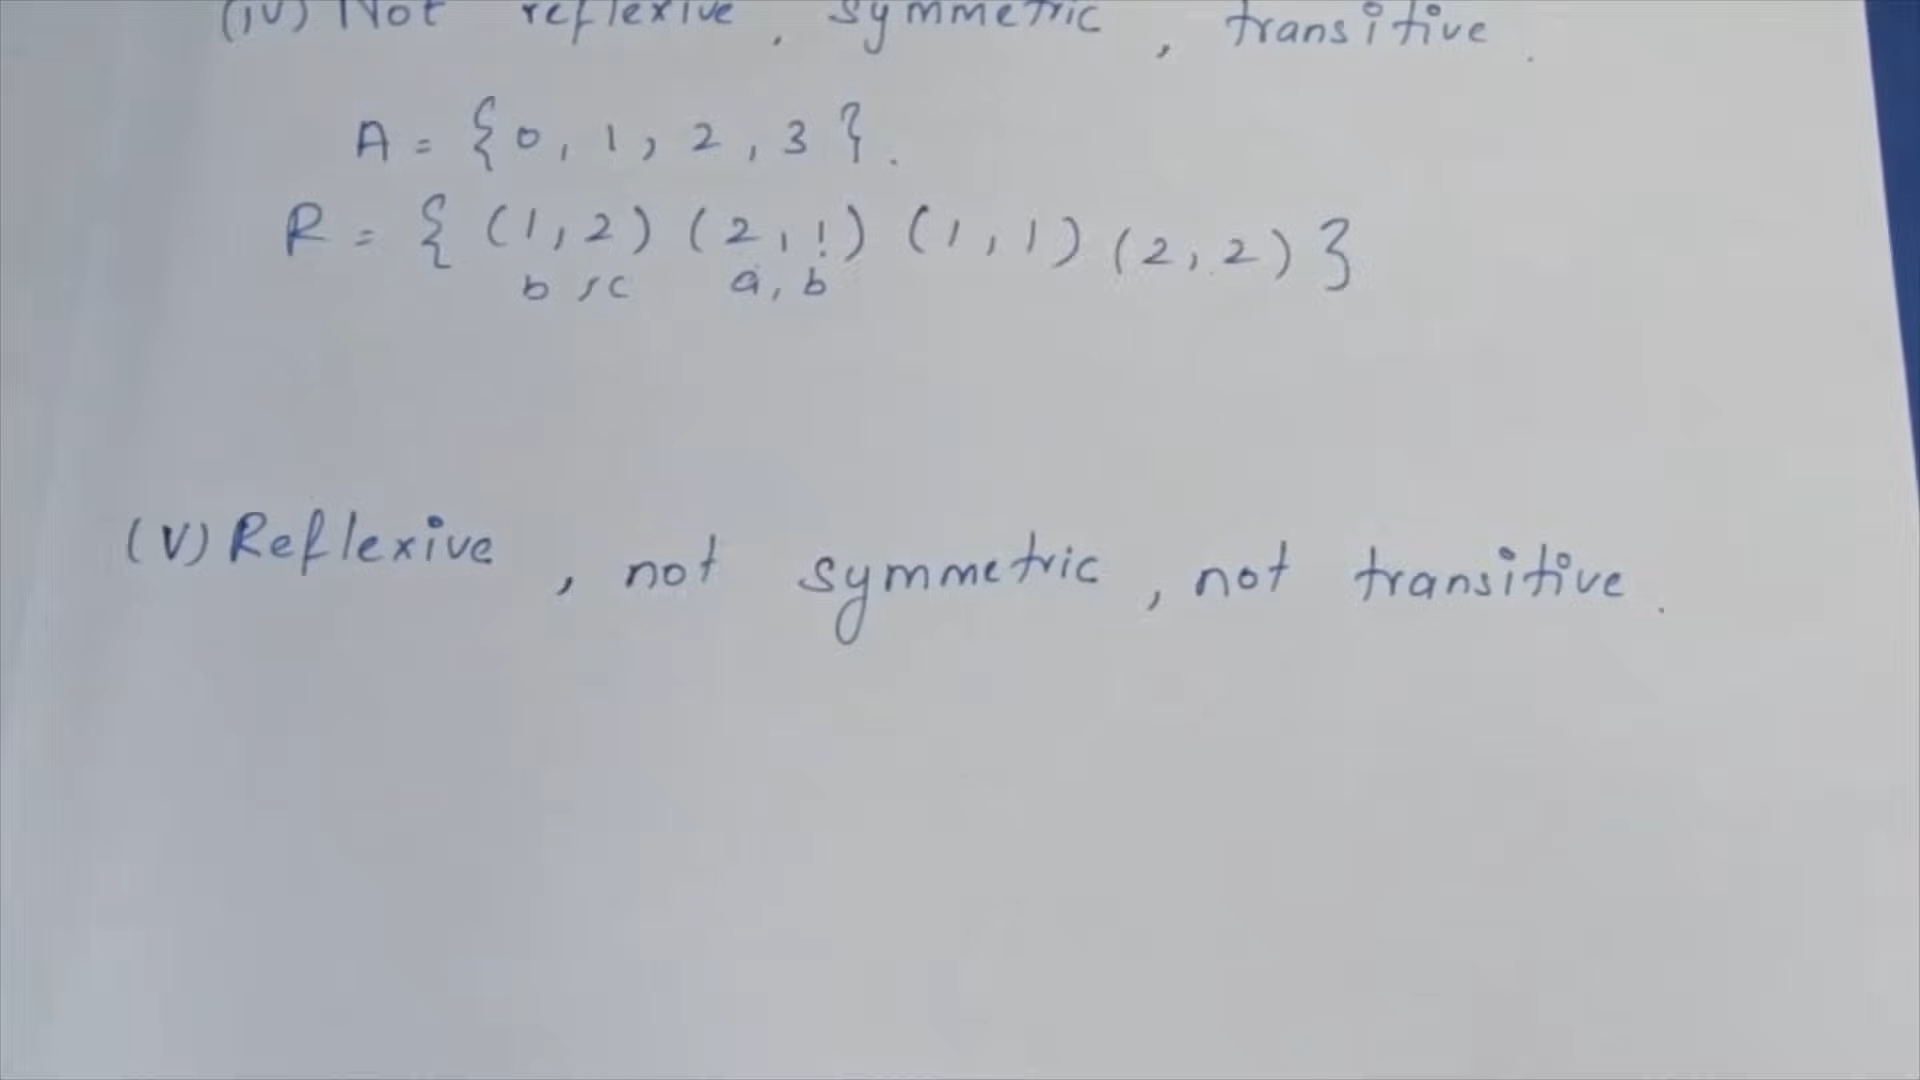 (iv) Not reflexive, symmetric, transitive.
A = {0, 1, 2, 3}.
R = { (1,2) (2,1) (1,1) (2,2) }
b,c a,b
(V) Reflexive, not symmetric, not transitive.